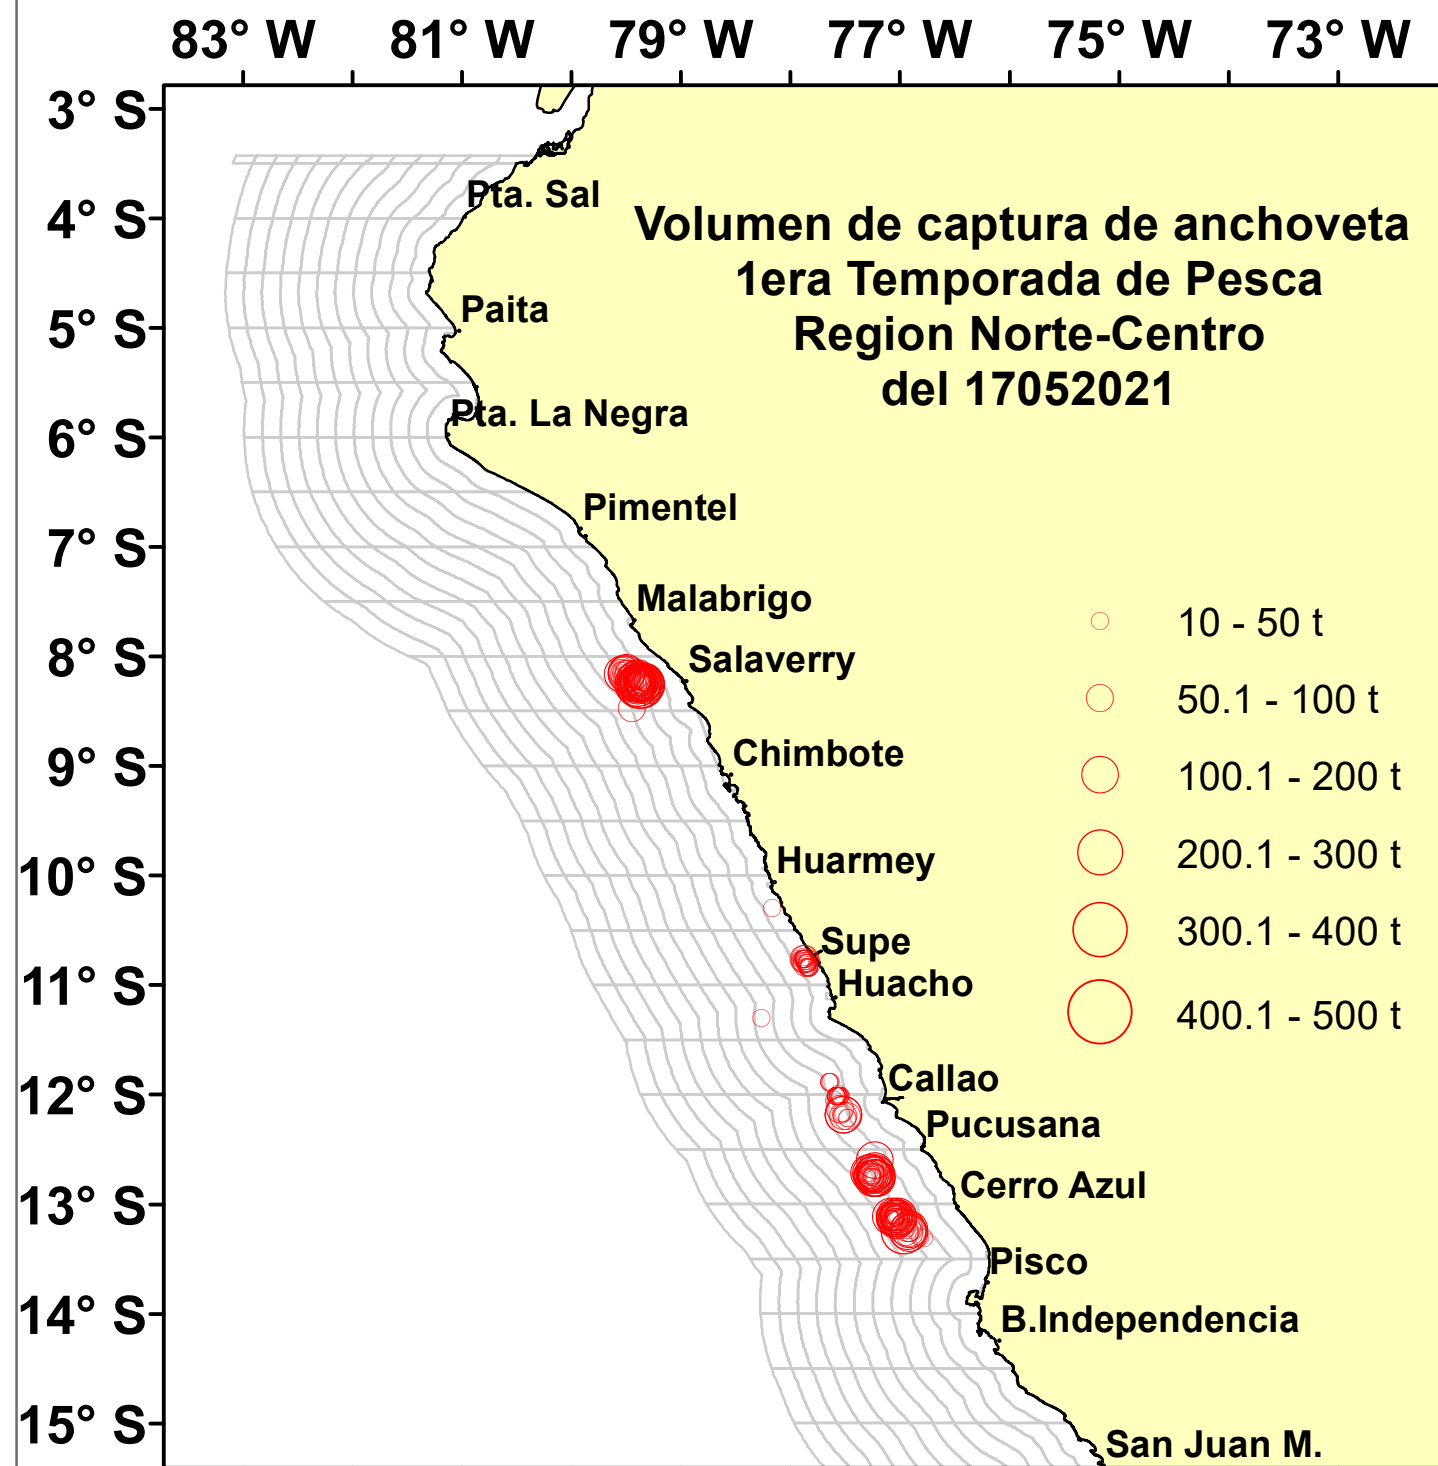 83° W 81° W 79° W 77° W 75° W 73° W
3° S
4° S
5° S
6° S
7° S
8° S
9° S
10° S
11° S
12° S
13° S
14° S
15° S
Volumen de captura de anchoveta
1era Temporada de Pesca
Region Norte-Centro
del 17052021
Pta. Sal
Paita
Pta. La Negra
Pimentel
Malabrigo
Salaverry
Chimbote
Huarmey
Supe
Huacho
Callao
Pucusana
Cerro Azul
Pisco
B.Independencia
San Juan M.
10 - 50 t
50.1 - 100 t
100.1 - 200 t
200.1 - 300 t
300.1 - 400 t
400.1 - 500 t